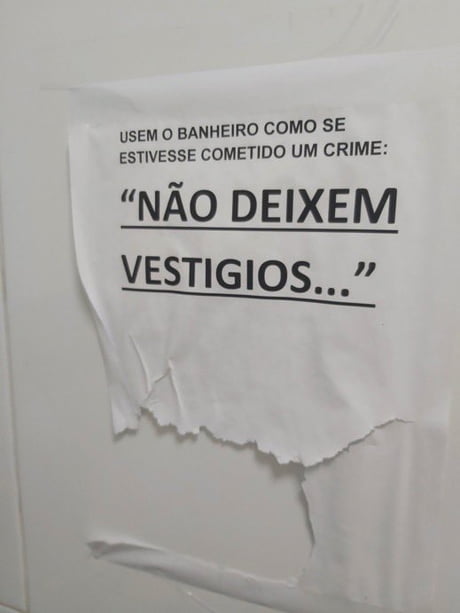 USEM O BANHEIRO COMO SE
ESTIVESSE COMETIDO UM CRIME:
“NÃO DEIXEM
VESTIGIOS...”